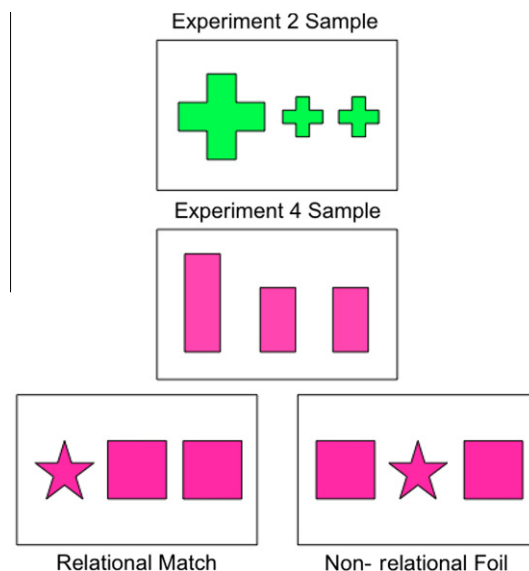 Experiment 2 Sample
Experiment 4 Sample
Relational Match
Non- relational Foil